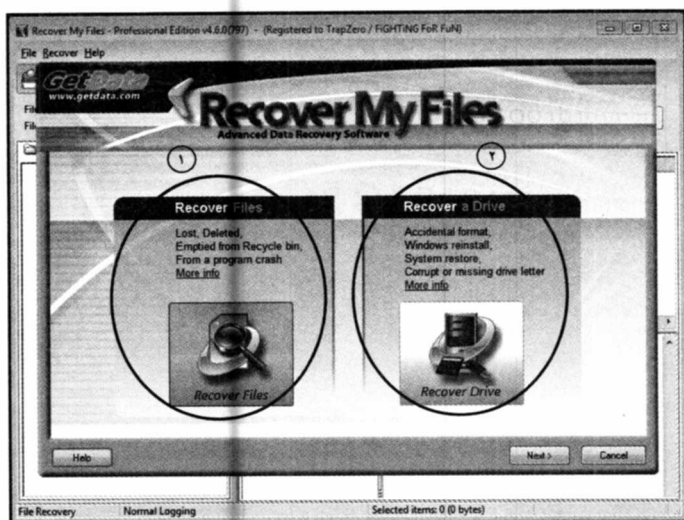 Recover My Files - Professional Edition v4.6.0(797) - (Registered to TrapZero / FiGHTiNG FoR FuN)
File Recover Help
GetData
www.getdata.com
Recover My Files
Advanced Data Recovery Software
١
٢
Recover Files
Lost, Deleted,
Emptied from Recycle bin,
From a program crash
More info
Recover Files
Recover a Drive
Accidental format,
Windows reinstall,
System restore,
Corrupt or missing drive letter
More info
Recover Drive
Help
Next >
Cancel
File Recovery
Normal Logging
Selected items: 0 (0 bytes)